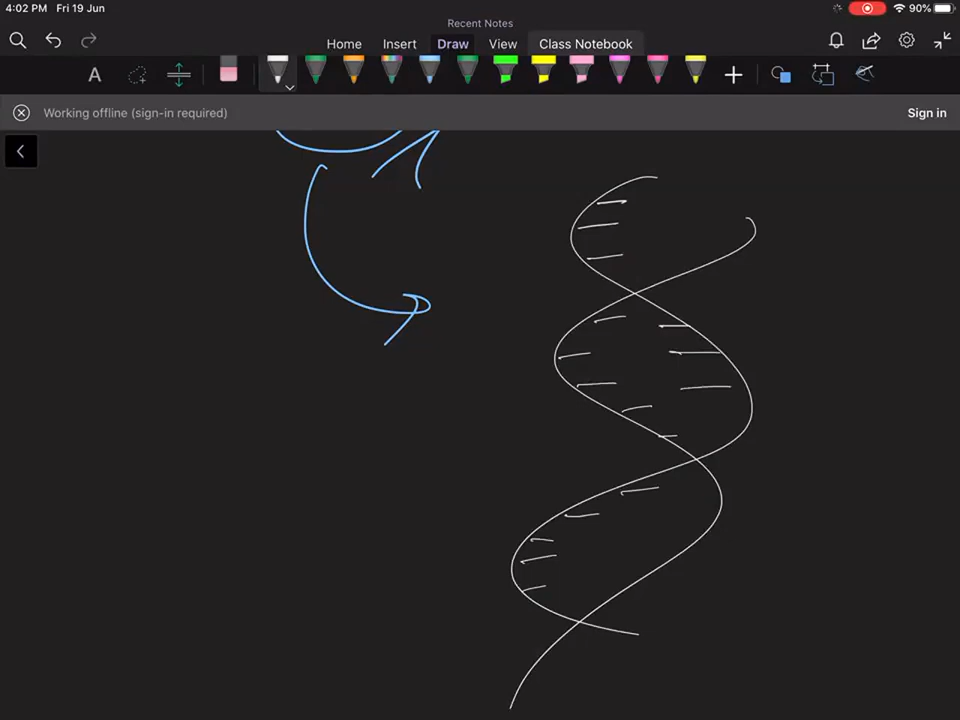 4:02 PM Fri 19 Jun
90%
Recent Notes
Home Insert Draw View Class Notebook
A
Working offline (sign-in required)
Sign in